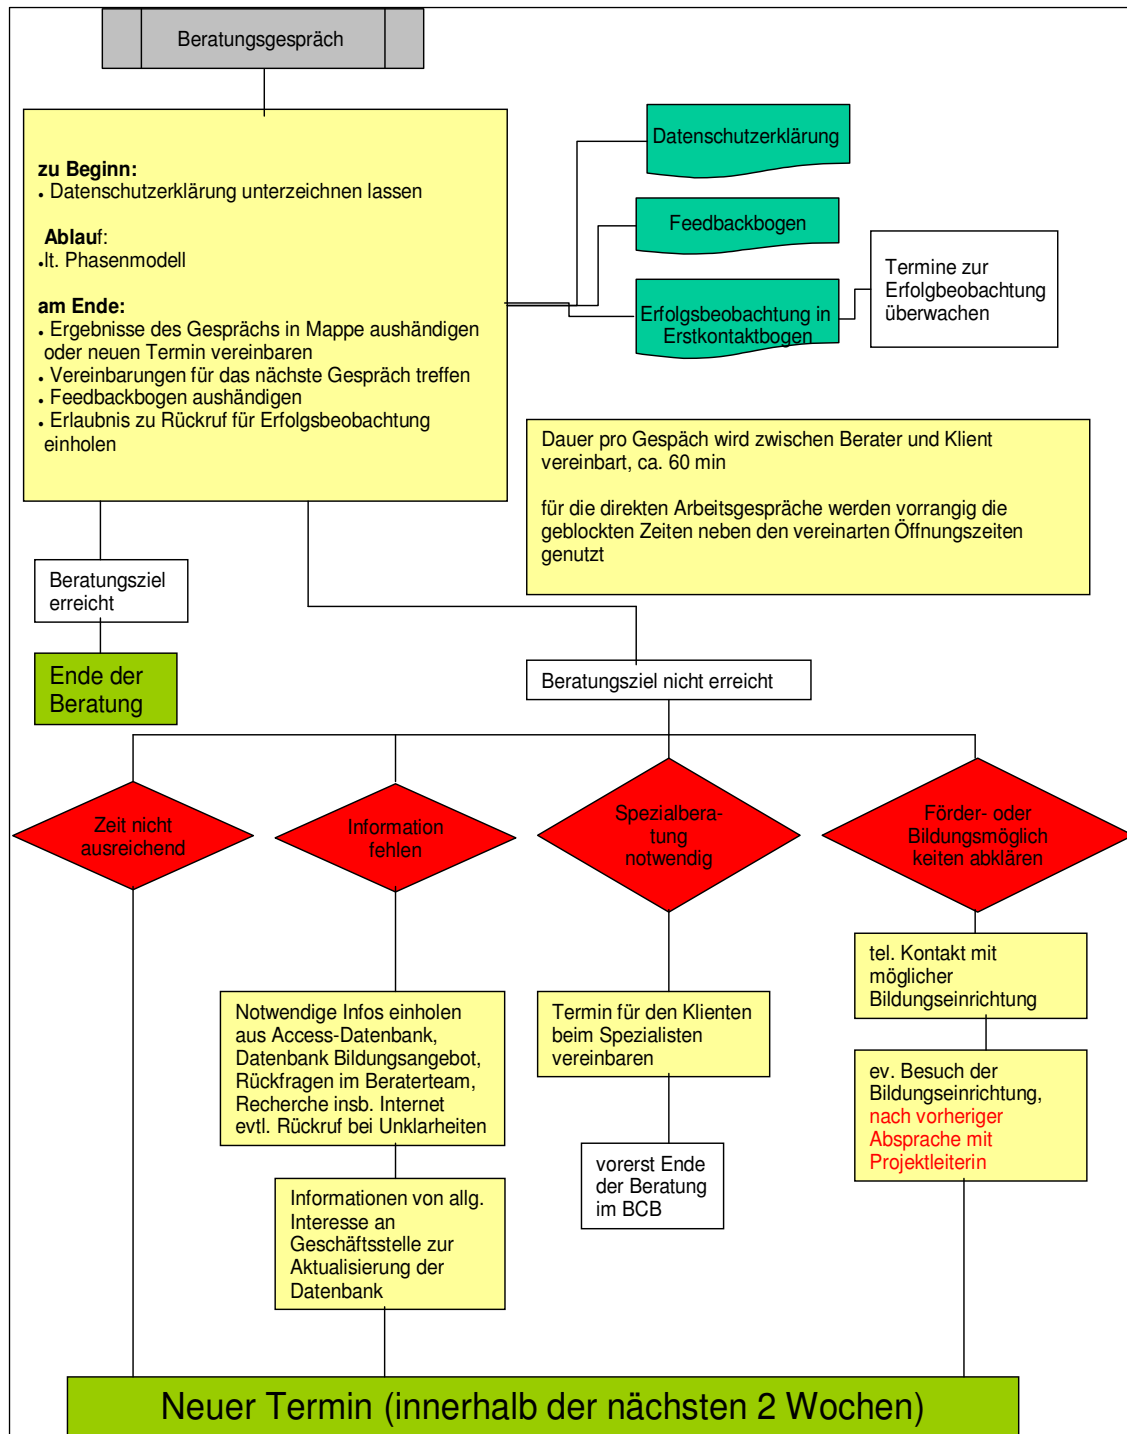 Beratungsgespräch
zu Beginn:
• Datenschutzerklärung unterzeichnen lassen
Ablauf:
•lt. Phasenmodell
am Ende:
• Ergebnisse des Gesprächs in Mappe aushändigen
oder neuen Termin vereinbaren
• Vereinbarungen für das nächste Gespräch treffen
• Feedbackbogen aushändigen
• Erlaubnis zu Rückruf für Erfolgsbeobachtung
einholen
Datenschutzerklärung
Feedbackbogen
Erfolgsbeobachtung in
Erstkontaktbogen
Termine zur
Erfolgbeobachtung
überwachen
Dauer pro Gespäch wird zwischen Berater und Klient
vereinbart, ca. 60 min
für die direkten Arbeitsgespräche werden vorrangig die
geblockten Zeiten neben den vereinarten Öffnungszeiten
genutzt
Beratungsziel
erreicht
Ende der
Beratung
Beratungsziel nicht erreicht
Zeit nicht
ausreichend
Information
fehlen
Spezialbera-
tung
notwendig
Förder- oder
Bildungsmöglich
keiten abklären
Notwendige Infos einholen
aus Access-Datenbank,
Datenbank Bildungsangebot,
Rückfragen im Beraterteam,
Recherche insb. Internet
evtl. Rückruf bei Unklarheiten
Informationen von allg.
Interesse an
Geschäftsstelle zur
Aktualisierung der
Datenbank
Termin für den Klienten
beim Spezialisten
vereinbaren
vorerst Ende
der Beratung
im BCB
tel. Kontakt mit
möglicher
Bildungseinrichtung
ev. Besuch der
Bildungseinrichtung,
nach vorheriger
Absprache mit
Projektleiterin
Neuer Termin (innerhalb der nächsten 2 Wochen)